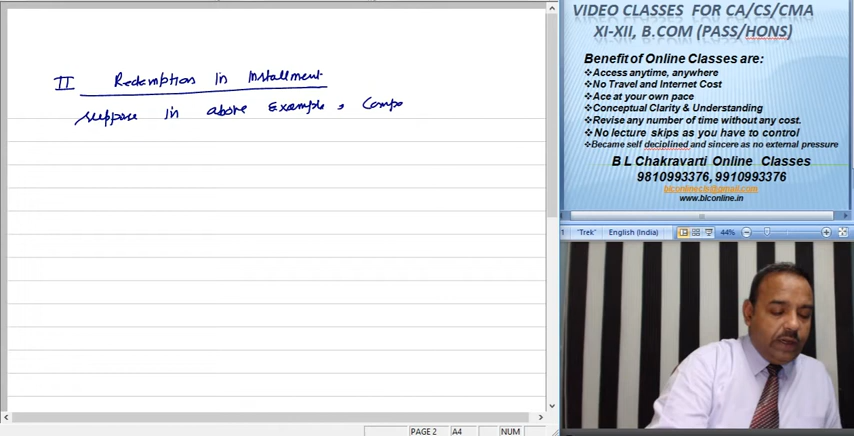 II Redemption in Installment
suppose in above Example, Compa
VIDEO CLASSES FOR CA/CS/CMA
XI-XII, B.COM (PASS/HONS)
Benefit of Online Classes are:
❖Access anytime, anywhere
❖No Travel and Internet Cost
❖Ace at your own pace
❖Conceptual Clarity & Understanding
❖Revise any number of time without any cost.
❖No lecture skips as you have to control
❖Became self deciplined and sincere as no external pressure
B L Chakravarti Online Classes
9810993376, 9910993376
www.blconline.in
1 "Trek" English (India) 44%
PAGE 2 A4 NUM